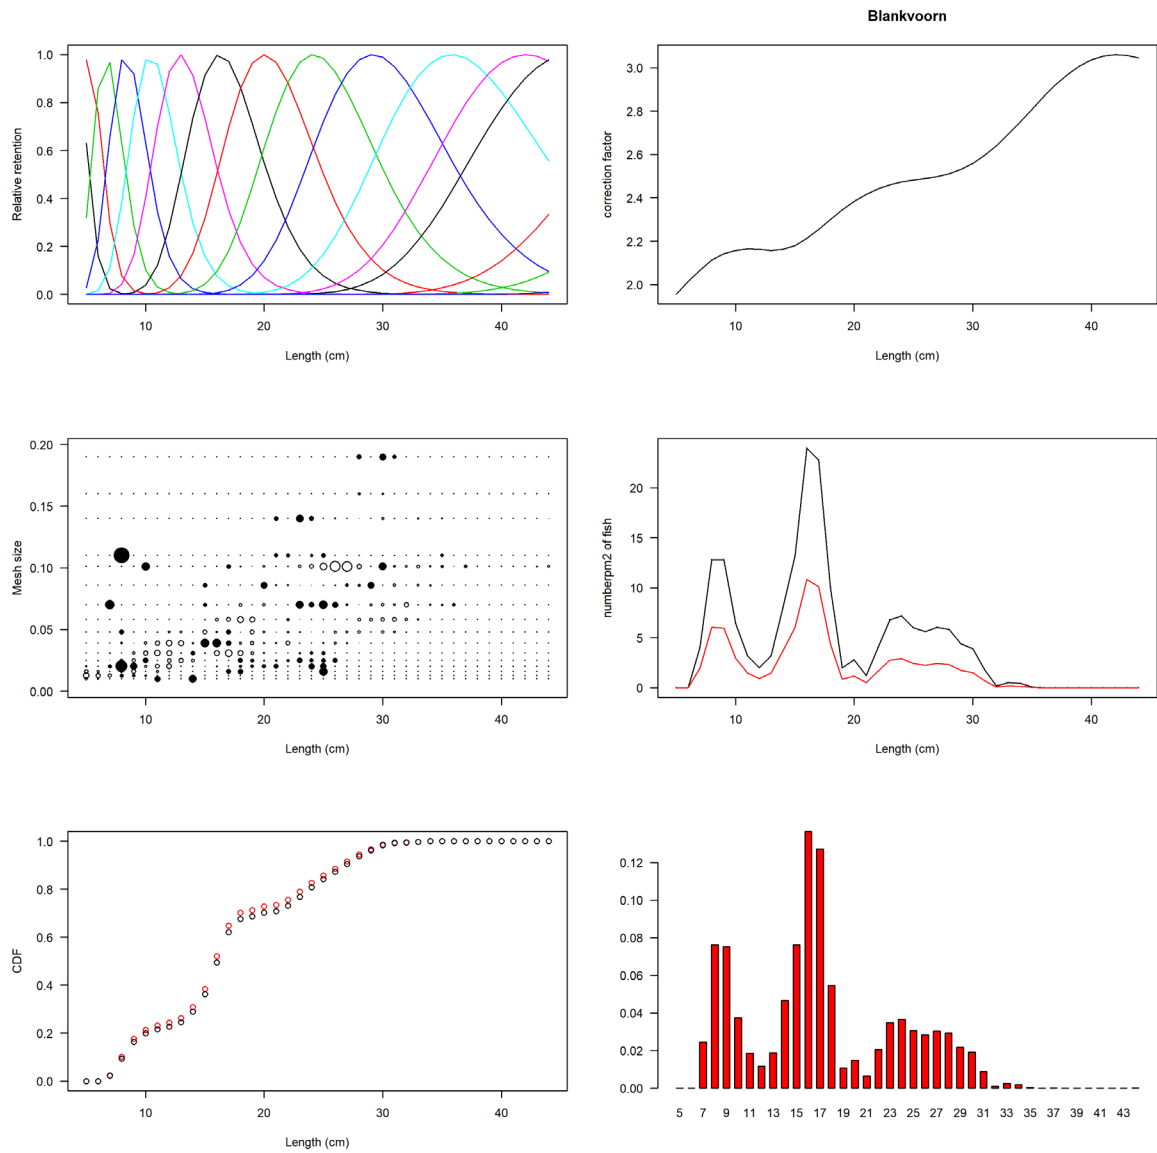 Blankvoorn
1.0
0.8
0.6
0.4
0.2
0.0
Relative retention
10 20 30 40
Length (cm)
3.0
2.8
2.6
2.4
2.2
2.0
correction factor
10 20 30 40
Length (cm)
0.20
0.15
0.10
0.05
0.00
Mesh size
10 20 30 40
Length (cm)
20
15
10
5
0
numberpm2 of fish
10 20 30 40
Length (cm)
1.0
0.8
0.6
0.4
0.2
0.0
CDF
10 20 30 40
Length (cm)
0.12
0.10
0.08
0.06
0.04
0.02
0.00
5 7 9 11 13 15 17 19 21 23 25 27 29 31 33 35 37 39 41 43